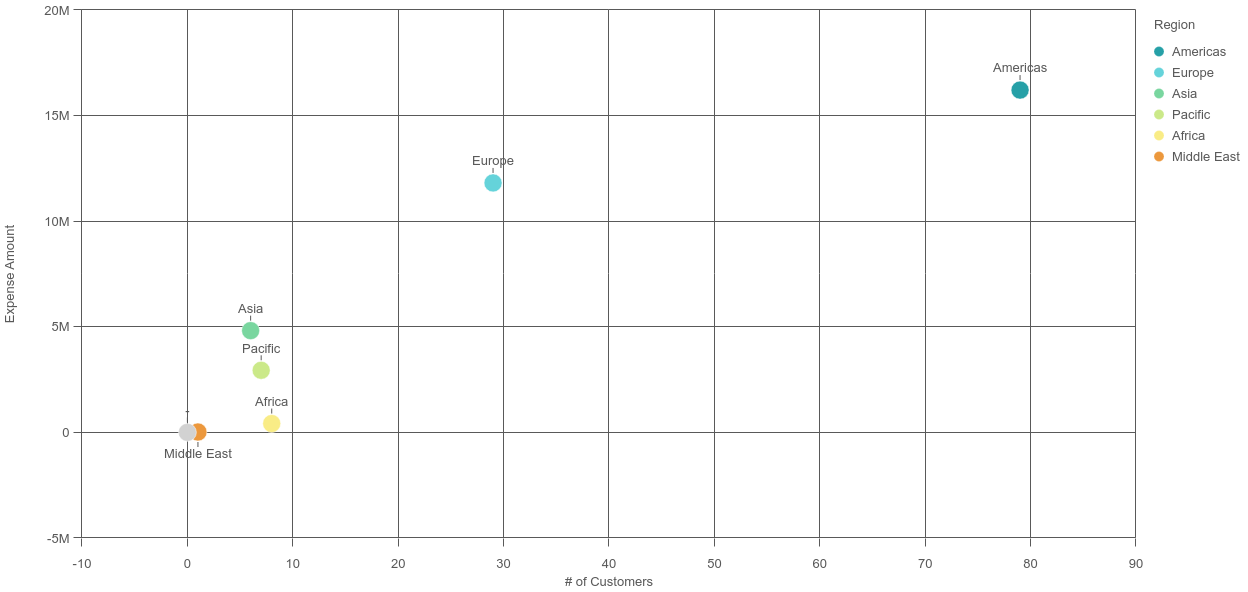 20M
15M
10M
5M
0
-5M
Expense Amount
Americas
Europe
Asia
Pacific
Africa
-
Middle East
-10 0 10 20 30 40 50 60 70 80 90
# of Customers
Region
Americas
Europe
Asia
Pacific
Africa
Middle East